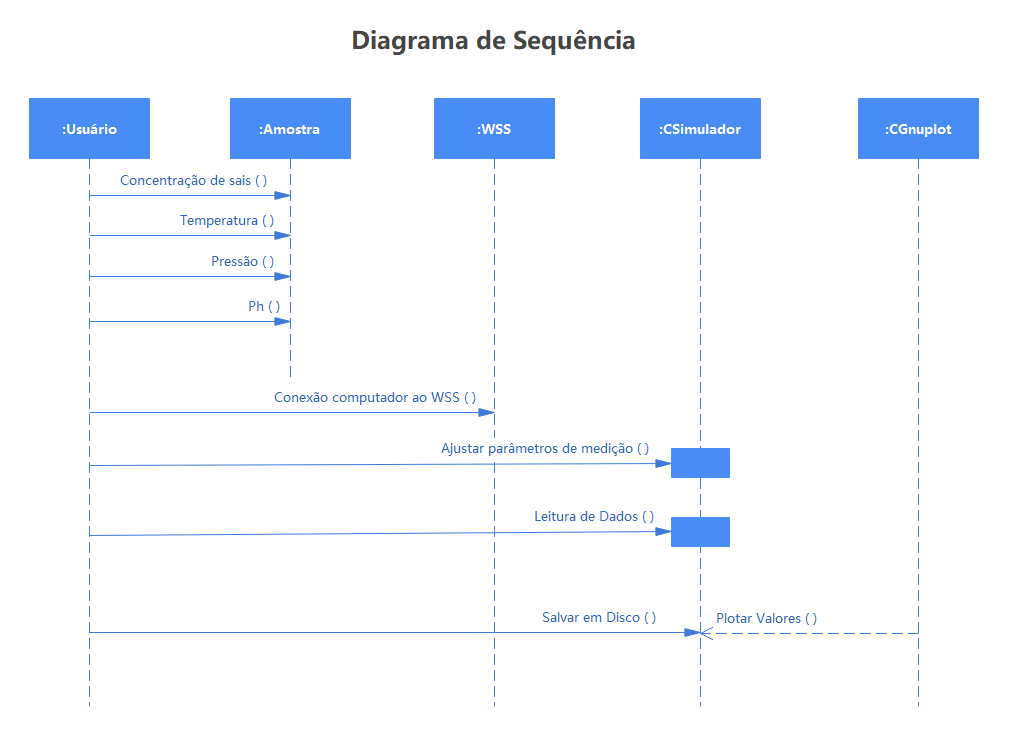 Diagrama de Sequência
:Usuário
:Amostra
:WSS
:CSimulador
:CGnuplot
Concentração de sais ( )
Temperatura ( )
Pressão ( )
Ph ( )
Conexão computador ao WSS ( )
Ajustar parâmetros de medição ( )
Leitura de Dados ( )
Salvar em Disco ( )
Plotar Valores ( )